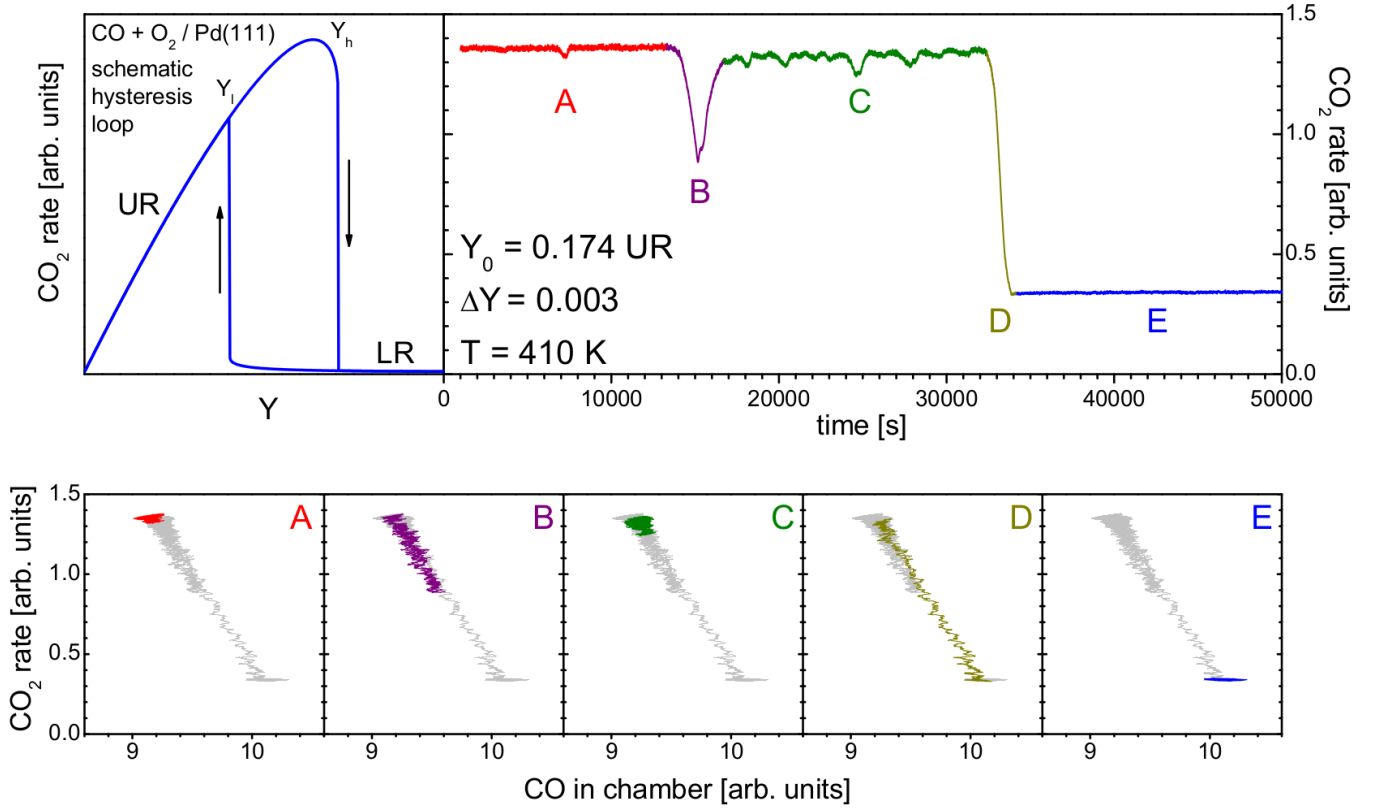 CO + O₂ / Pd(111)
schematic
hysteresis
loop
Yₗ
Yₕ
UR
LR
Y
CO₂ rate [arb. units]
A
B
C
D
E
Y₀ = 0.174 UR
ΔY = 0.003
T = 410 K
0 10000 20000 30000 40000 50000
time [s]
1.5
1.0
0.5
0.0
CO₂ rate [arb. units]
A B C D E
1.5
1.0
0.5
0.0
CO₂ rate [arb. units]
9 10 9 10 9 10 9 10 9 10
CO in chamber [arb. units]